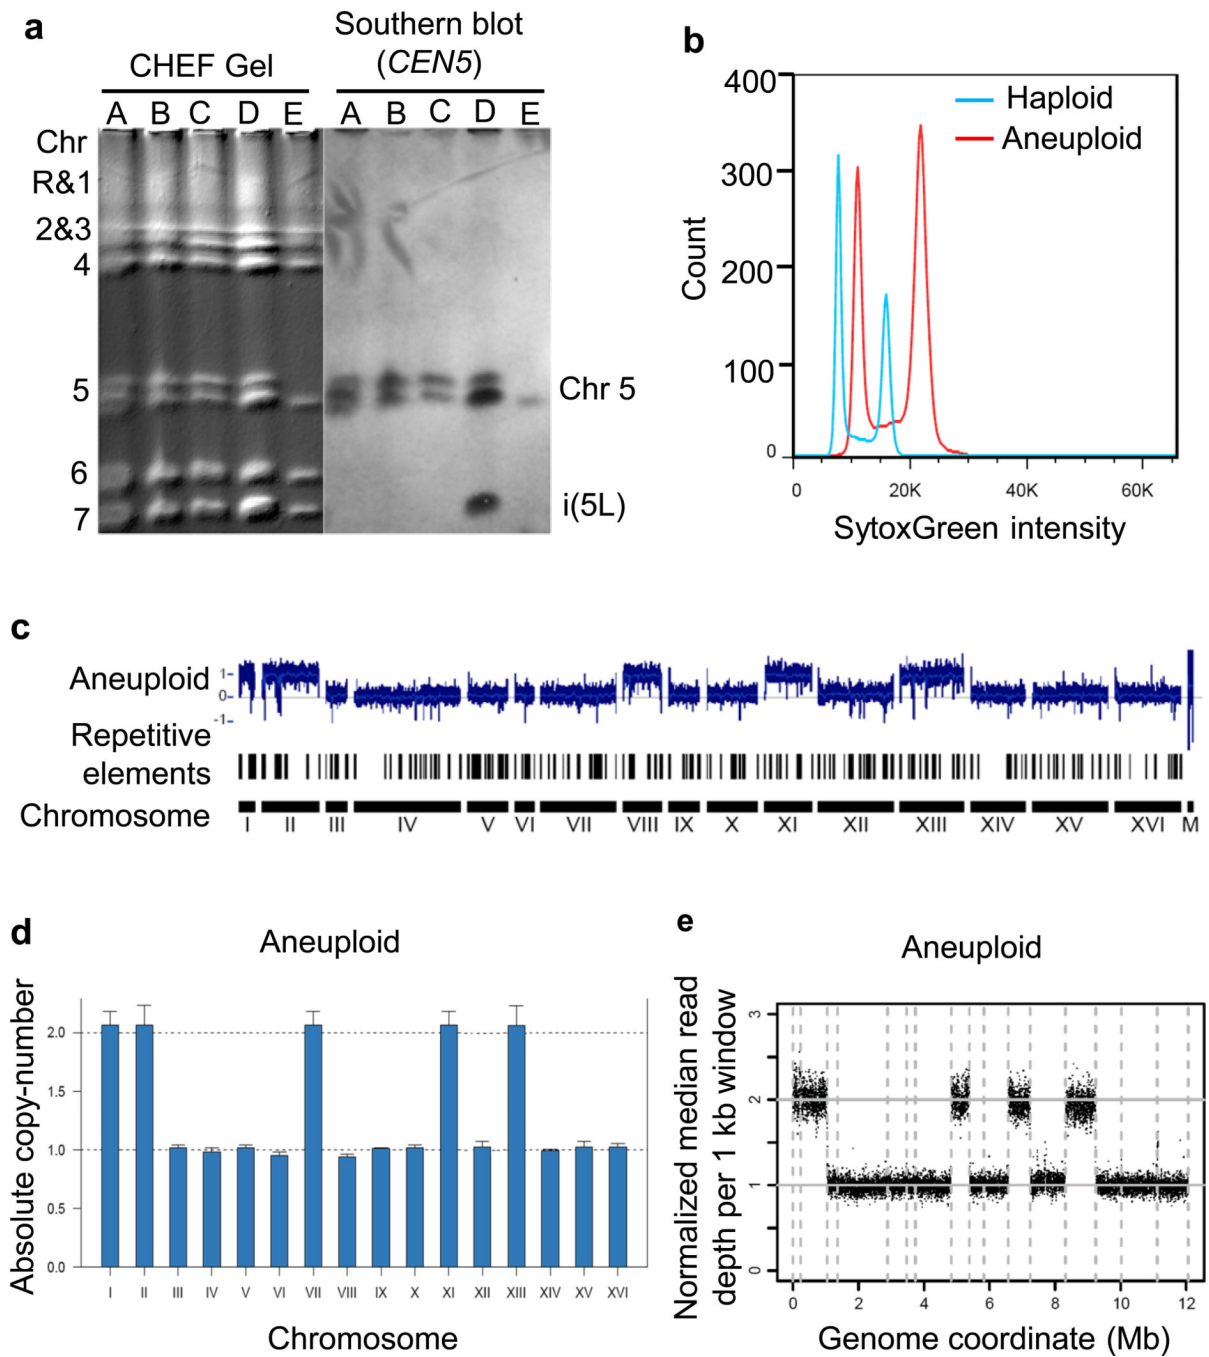 a
CHEF Gel
Southern blot
(CEN5)
A B C D E
A B C D E
Chr
R&1
2&3
4
5
6
7
Chr 5
i(5L)
b
400
300
200
100
0
Count
Haploid
Aneuploid
0 20K 40K 60K
SytoxGreen intensity
c
Aneuploid
1
0
-1
Repetitive
elements
Chromosome
I II III IV V VI VII VIII IX X XI XII XIII XIV XV XVI M
d
Aneuploid
Absolute copy-number
2.0
1.5
1.0
0.5
0.0
I II III IV V VI VII VIII IX X XI XII XIII XIV XV XVI
Chromosome
e
Aneuploid
Normalized median read
depth per 1 kb window
3
2
1
0
0 2 4 6 8 10 12
Genome coordinate (Mb)